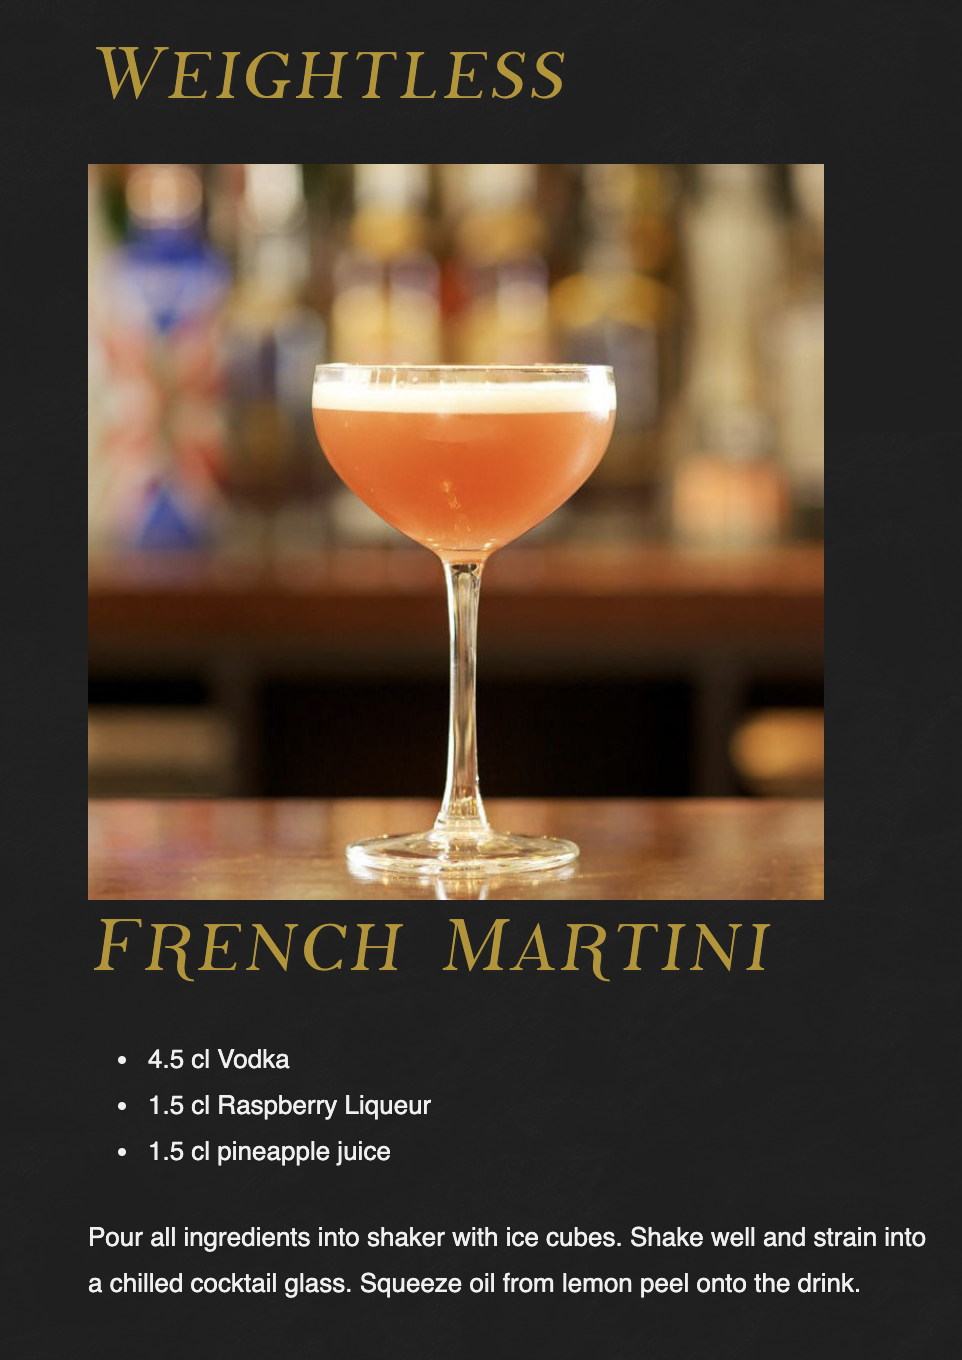 Weightless
French Martini
• 4.5 cl Vodka
• 1.5 cl Raspberry Liqueur
• 1.5 cl pineapple juice
Pour all ingredients into shaker with ice cubes. Shake well and strain into
a chilled cocktail glass. Squeeze oil from lemon peel onto the drink.